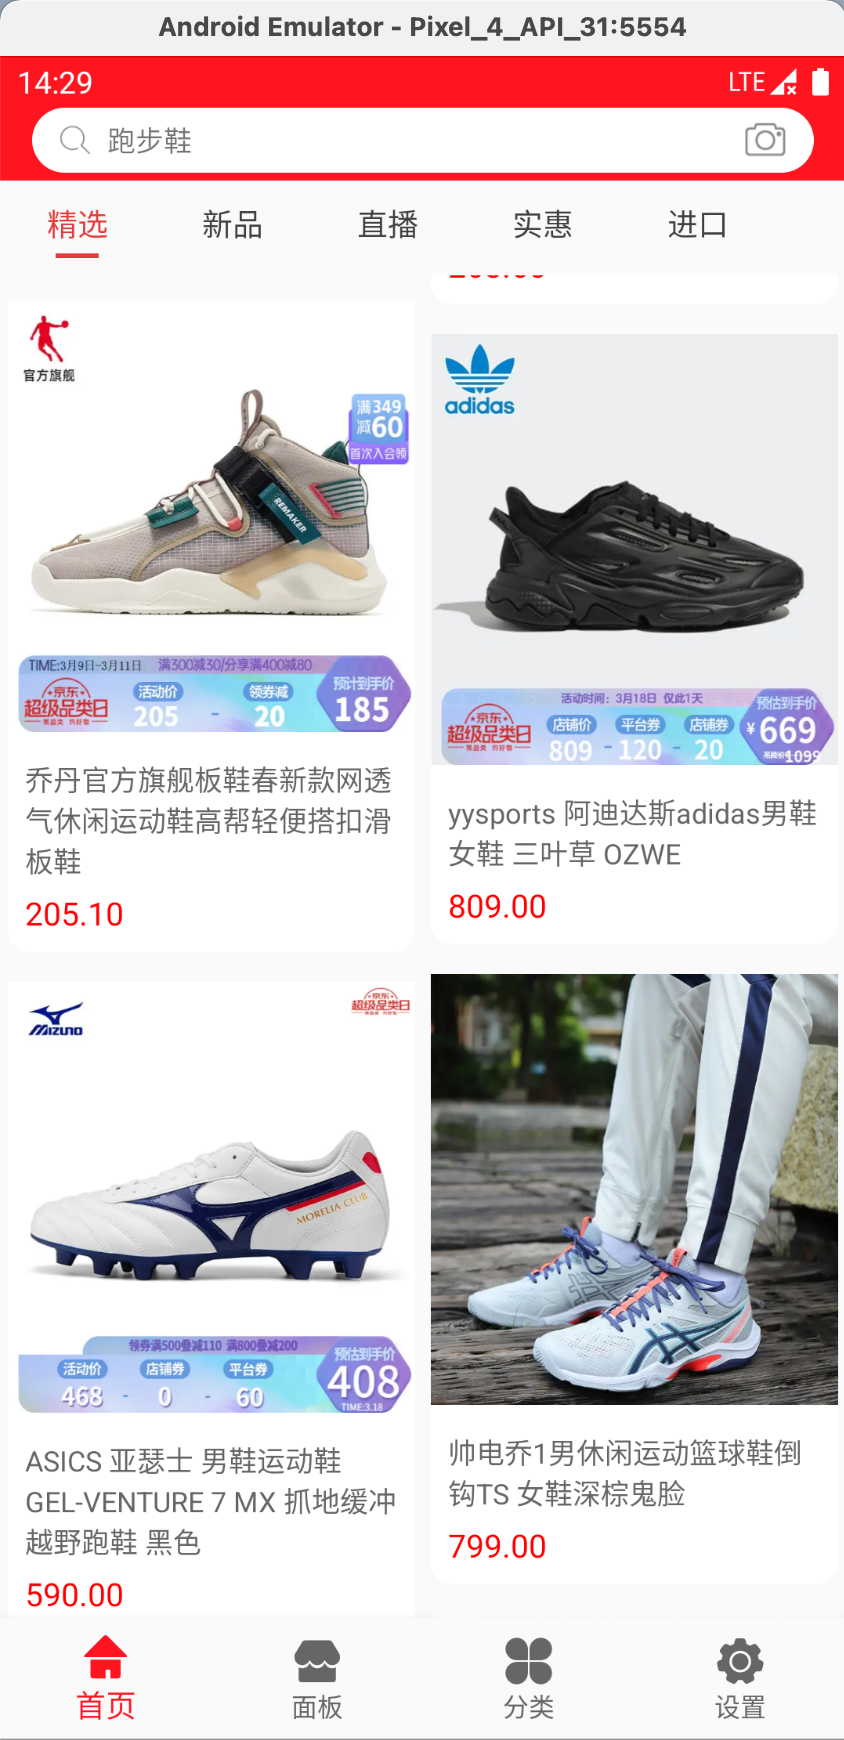 Android Emulator - Pixel_4_API_31:5554
14:29
LTE
跑步鞋
精选
新品
直播
实惠
进口
官方旗舰
满349
减60
首次入会领
REMAKER
TIME:3月9日-3月11日 满300减30/分享满400减80
京东
超级品类日
活动价
205
-
领券减
20
预计到手价
185
乔丹官方旗舰板鞋春新款网透
气休闲运动鞋高帮轻便搭扣滑
板鞋
205.10
adidas
活动时间：3月18日 仅此1天
京东
超级品类日
店铺价
809
-
平台券
120
-
店铺券
20
预估到手价
¥669
吊牌价1099
yysports 阿迪达斯adidas男鞋
女鞋 三叶草 OZWE
809.00
MIZUNO
京东
超级品类日
MORELIA CLUB
领券满500叠减110 满800叠减200
活动价
468
-
店铺券
0
-
平台券
60
预估到手价
408
TIME:3.18
ASICS 亚瑟士 男鞋运动鞋
GEL-VENTURE 7 MX 抓地缓冲
越野跑鞋 黑色
590.00
帅电乔1男休闲运动篮球鞋倒
钩TS 女鞋深棕鬼脸
799.00
首页
面板
分类
设置